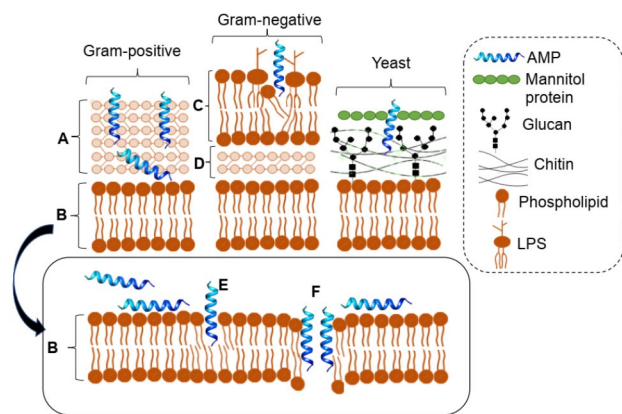 Gram-positive
Gram-negative
Yeast
A
B
C
D
AMP
Mannitol
protein
Glucan
Chitin
Phospholipid
LPS
B
E
F